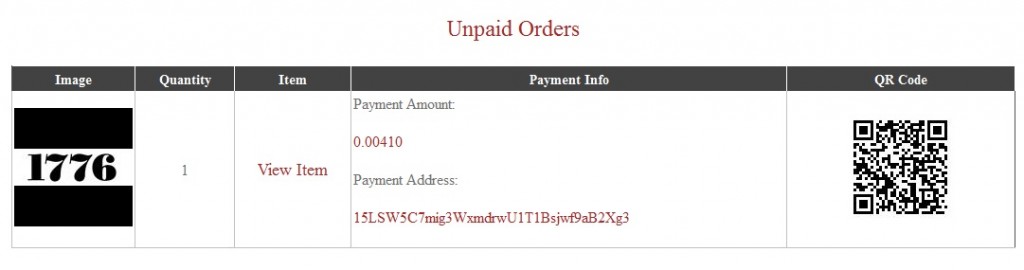 Unpaid Orders
Image Quantity Item Payment Info QR Code
1776
1
View Item
Payment Amount:
0.00410
Payment Address:
15LSW5C7mig3WxmdrwU1T1Bsjwf9aB2Xg3